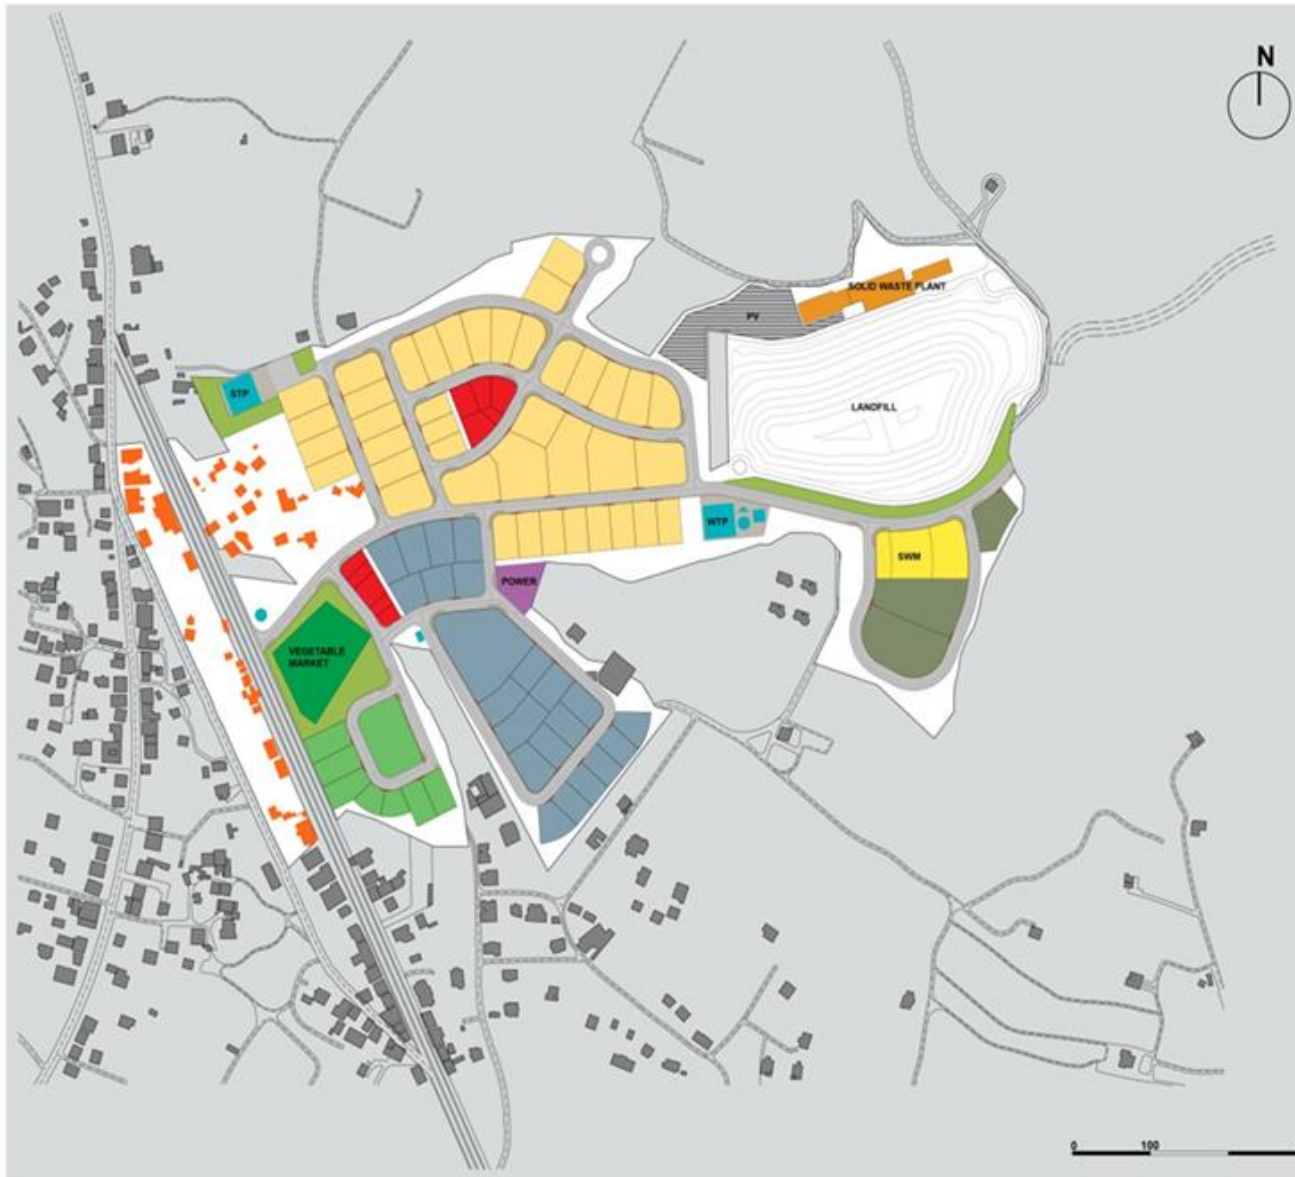 N
SOLID WASTE PLANT
PV
STP
LANDFILL
WTP
SWM
POWER
VEGETABLE
MARKET
0 100